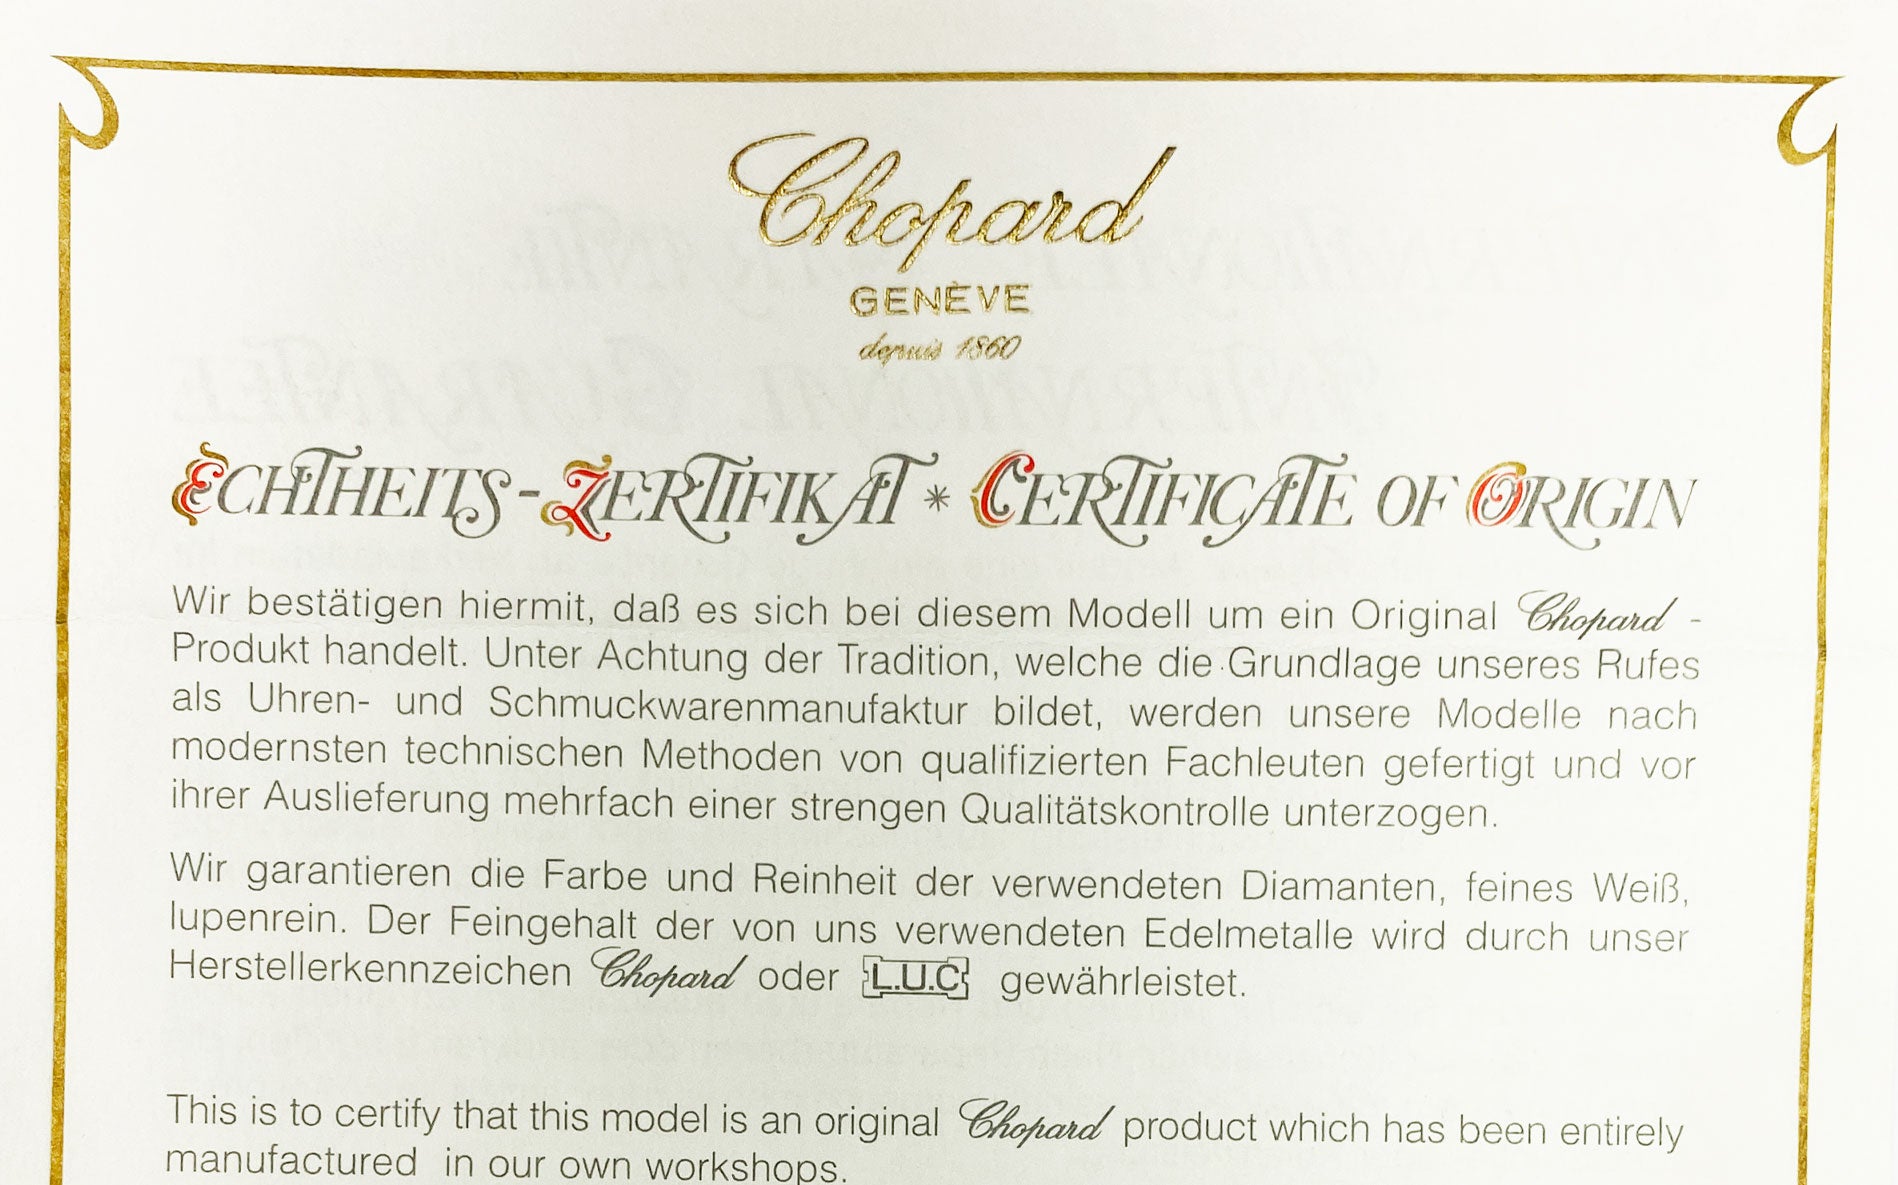 Chopard
GENÈVE
depuis 1860
ECHTHEITS-ZERTIFIKAT * CERTIFICATE OF ORIGIN
Wir bestätigen hiermit, daß es sich bei diesem Modell um ein Original Chopard -
Produkt handelt. Unter Achtung der Tradition, welche die Grundlage unseres Rufes
als Uhren- und Schmuckwarenmanufaktur bildet, werden unsere Modelle nach
modernsten technischen Methoden von qualifizierten Fachleuten gefertigt und vor
ihrer Auslieferung mehrfach einer strengen Qualitätskontrolle unterzogen.
Wir garantieren die Farbe und Reinheit der verwendeten Diamanten, feines Weiß,
lupenrein. Der Feingehalt der von uns verwendeten Edelmetalle wird durch unser
Herstellerkennzeichen Chopard oder L.U.C gewährleistet.
This is to certify that this model is an original Chopard product which has been entirely
manufactured in our own workshops.